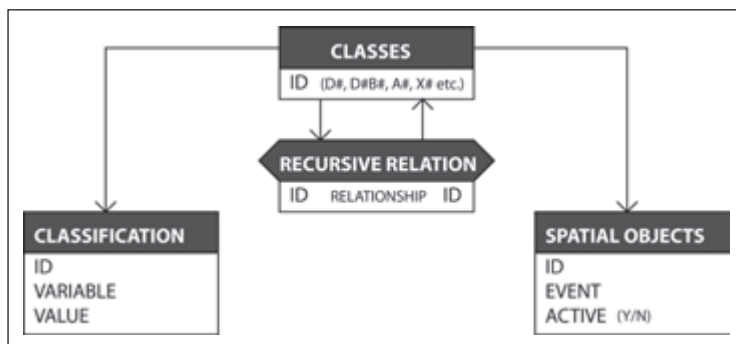 CLASSES
ID (D#, D#B#, A#, X# etc.)
RECURSIVE RELATION
ID RELATIONSHIP ID
CLASSIFICATION
ID
VARIABLE
VALUE
SPATIAL OBJECTS
ID
EVENT
ACTIVE (Y/N)